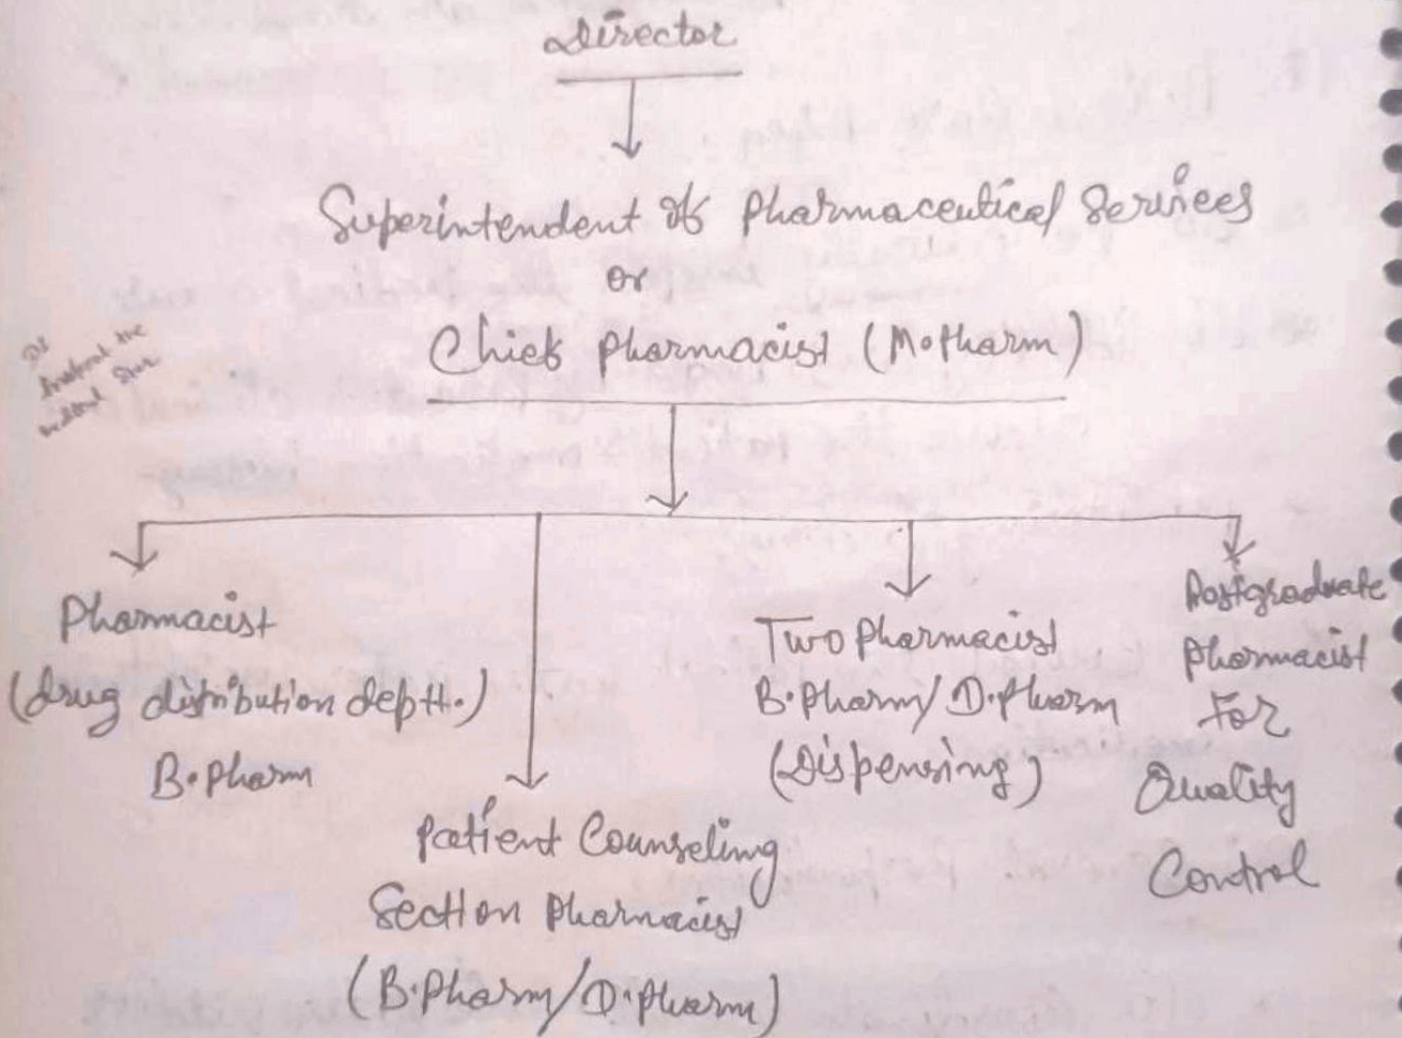 Director
Superintendent of Pharmaceutical Services
or
Chief Pharmacist (M.Pharm)
Pharmacist
(drug distribution deptt.)
B.Pharm
Patient Counseling
Section Pharmacist
(B.Pharm/D.Pharm)
Two Pharmacist
B.Pharm/D.Pharm
(Dispensing)
Postgraduate
Pharmacist
For
Quality
Control